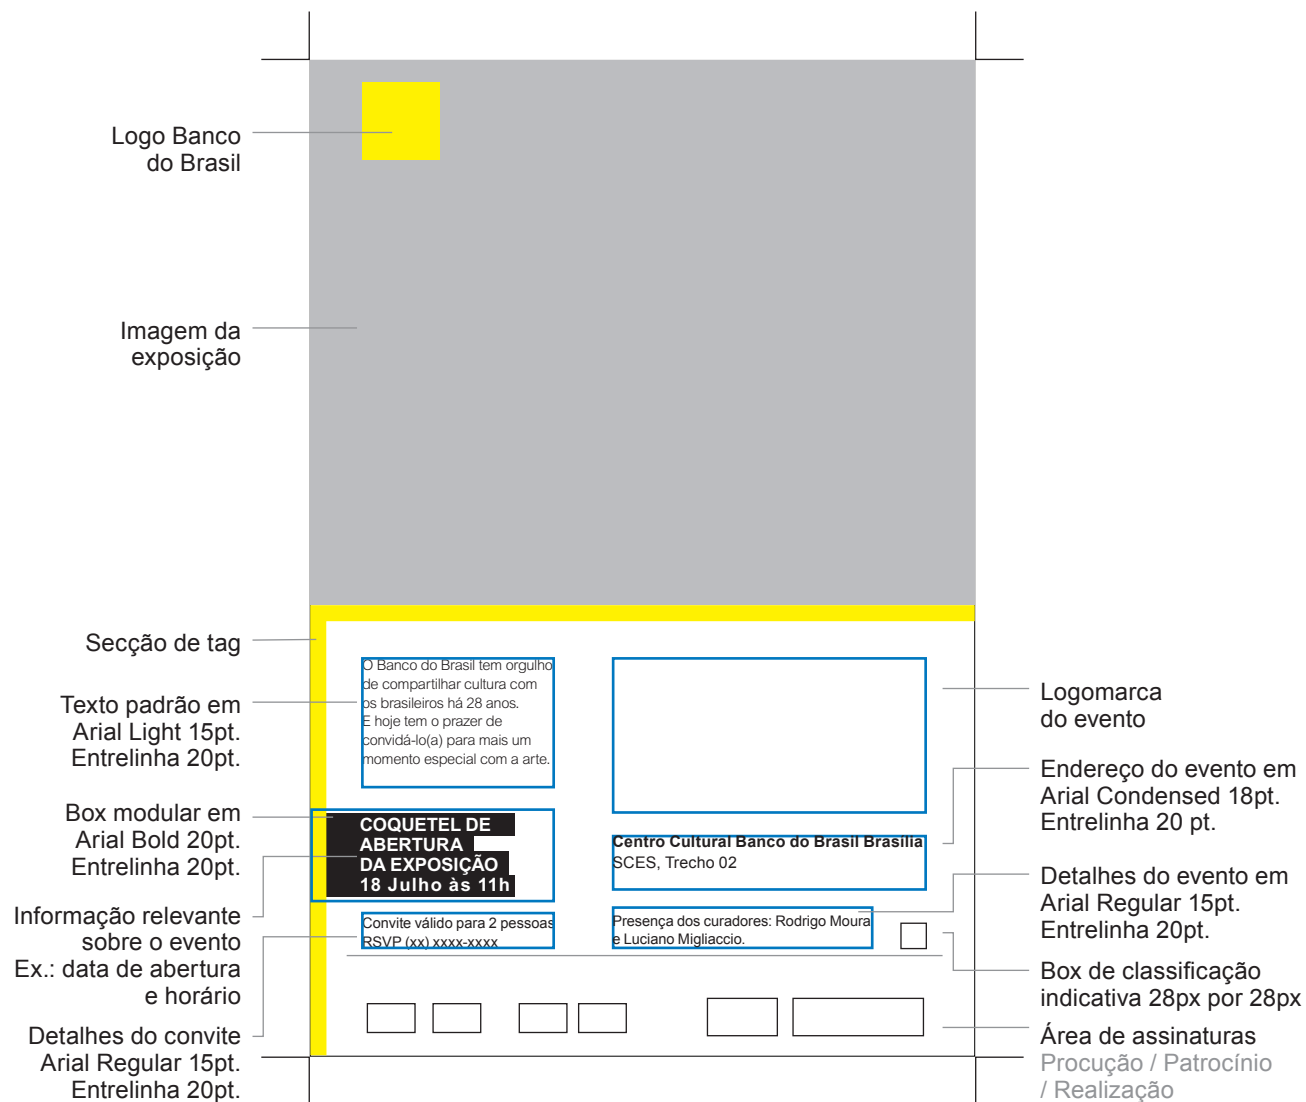 Logo Banco
do Brasil
Imagem da
exposição
Secção de tag
Texto padrão em
Arial Light 15pt.
Entrelinha 20pt.
Box modular em
Arial Bold 20pt.
Entrelinha 20pt.
Informação relevante
sobre o evento
Ex.: data de abertura
e horário
Detalhes do convite
Arial Regular 15pt.
Entrelinha 20pt.
O Banco do Brasil tem orgulho
de compartilhar cultura com
os brasileiros há 28 anos.
E hoje tem o prazer de
convidá-lo(a) para mais um
momento especial com a arte.
COQUETEL DE
ABERTURA
DA EXPOSIÇÃO
18 Julho às 11h
Convite válido para 2 pessoas
RSVP (xx) xxxx-xxxx
Centro Cultural Banco do Brasil Brasília
SCES, Trecho 02
Presença dos curadores: Rodrigo Moura
e Luciano Migliaccio.
Logomarca
do evento
Endereço do evento em
Arial Condensed 18pt.
Entrelinha 20 pt.
Detalhes do evento em
Arial Regular 15pt.
Entrelinha 20pt.
Box de classificação
indicativa 28px por 28px
Área de assinaturas
Procução / Patrocínio
/ Realização